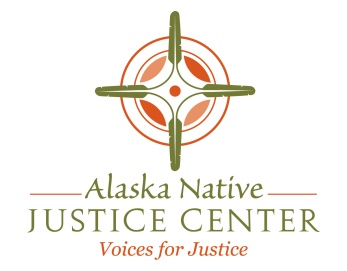 Alaska Native
JUSTICE CENTER
Voices for Justice